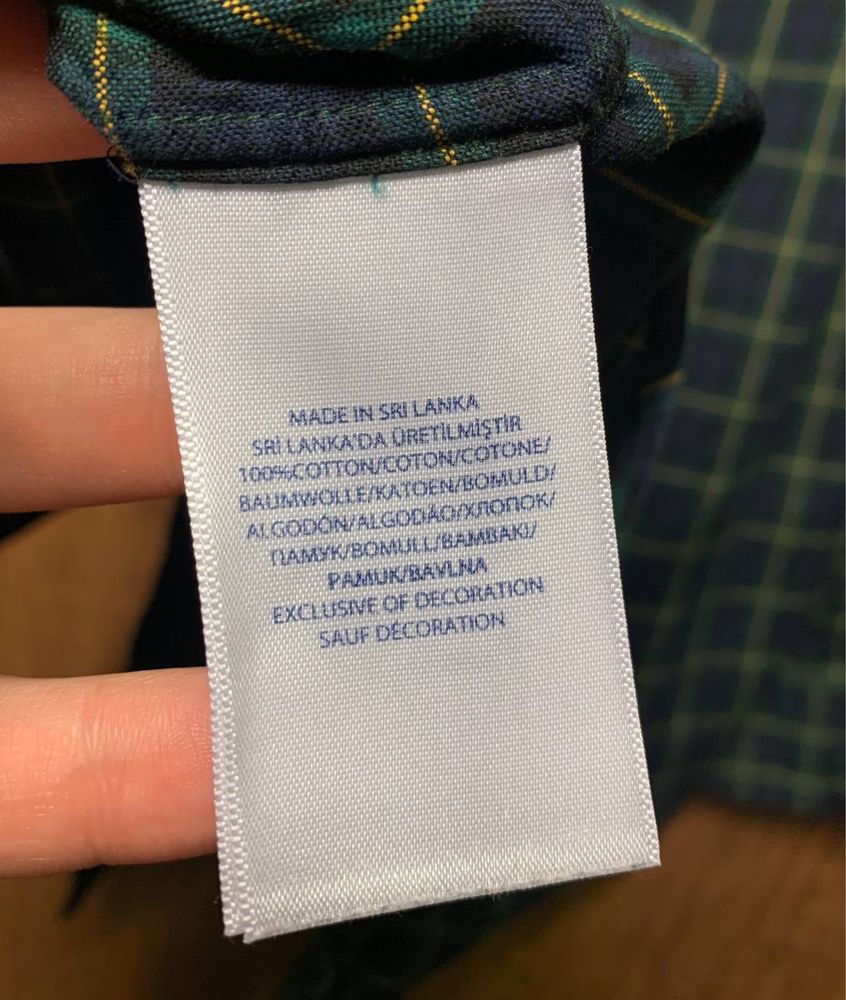 MADE IN SRI LANKA
SRİ LANKA'DA ÜRETİLMİŞTİR
100%COTTON/COTON/COTONE/
BAUMWOLLE/KATOEN/BOMULD/
ALGODÓN/ALGODÃO/ХЛОПОК/
ПАМУК/BOMULL/BAMBAKI/
PAMUK/BAVLNA
EXCLUSIVE OF DECORATION
SAUF DÉCORATION